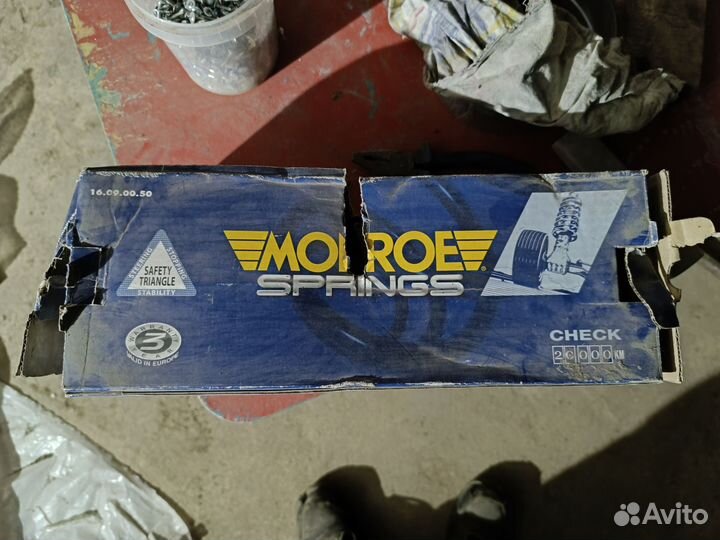 16.09.00.50
MONROE
SPRINGS
STEERING
STOPPING
SAFETY
TRIANGLE
STABILITY
WARRANTY
3
VALID IN EUROPE
CHECK
20000 KM
Avito